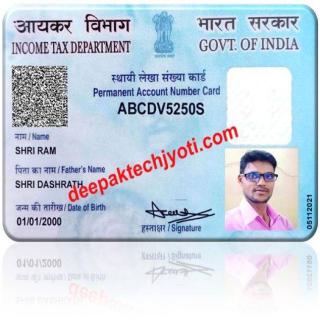 आयकर विभाग
INCOME TAX DEPARTMENT
भारत सरकार
GOVT. OF INDIA
स्थायी लेखा संख्या कार्ड
Permanent Account Number Card
ABCDV5250S
deepaktechjyoti.com
नाम / Name
SHRI RAM
पिता का नाम / Father's Name
SHRI DASHRATH
जन्म की तारीख / Date of Birth
01/01/2000
हस्ताक्षर / Signature
05112021